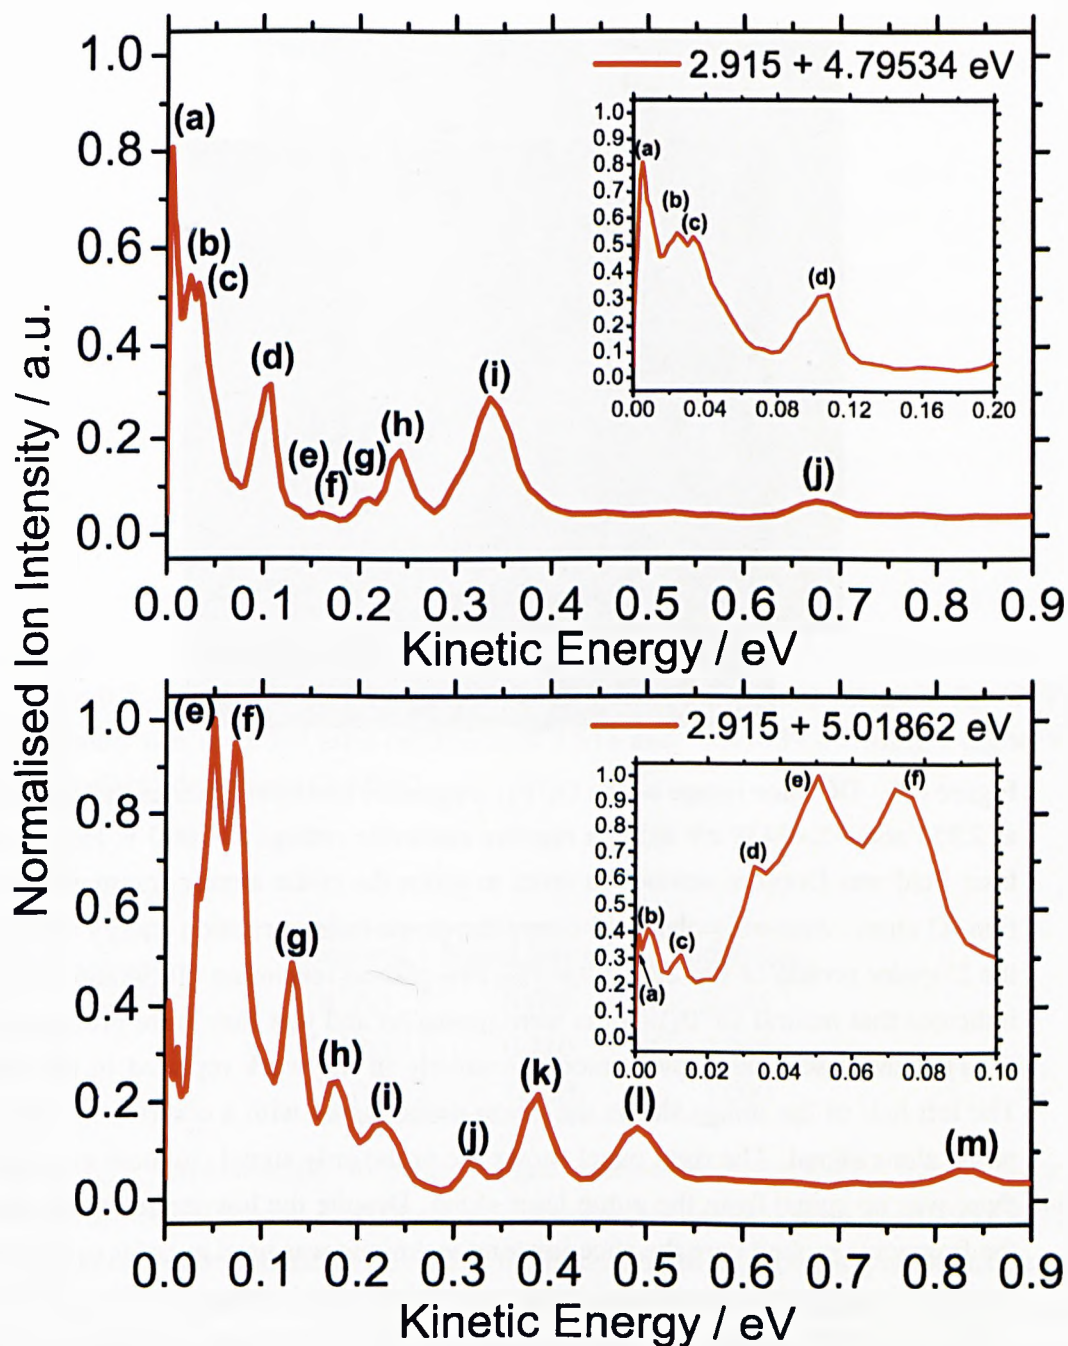 Normalised Ion Intensity / a.u.
1.0
0.8
0.6
0.4
0.2
0.0
2.915 + 4.79534 eV
(a)
(b)
(c)
(d)
(e)
(f)
(g)
(h)
(i)
(j)
1.0
0.9
0.8
0.7
0.6
0.5
0.4
0.3
0.2
0.1
0.0
(a)
(b)
(c)
(d)
0.00 0.04 0.08 0.12 0.16 0.20
0.0 0.1 0.2 0.3 0.4 0.5 0.6 0.7 0.8 0.9
Kinetic Energy / eV
1.0
0.8
0.6
0.4
0.2
0.0
2.915 + 5.01862 eV
(e)
(f)
(g)
(h)
(i)
(j)
(k)
(l)
(m)
1.0
0.9
0.8
0.7
0.6
0.5
0.4
0.3
0.2
0.1
0.0
(a)
(b)
(c)
(d)
(e)
(f)
0.00 0.02 0.04 0.06 0.08 0.10
0.0 0.1 0.2 0.3 0.4 0.5 0.6 0.7 0.8 0.9
Kinetic Energy / eV